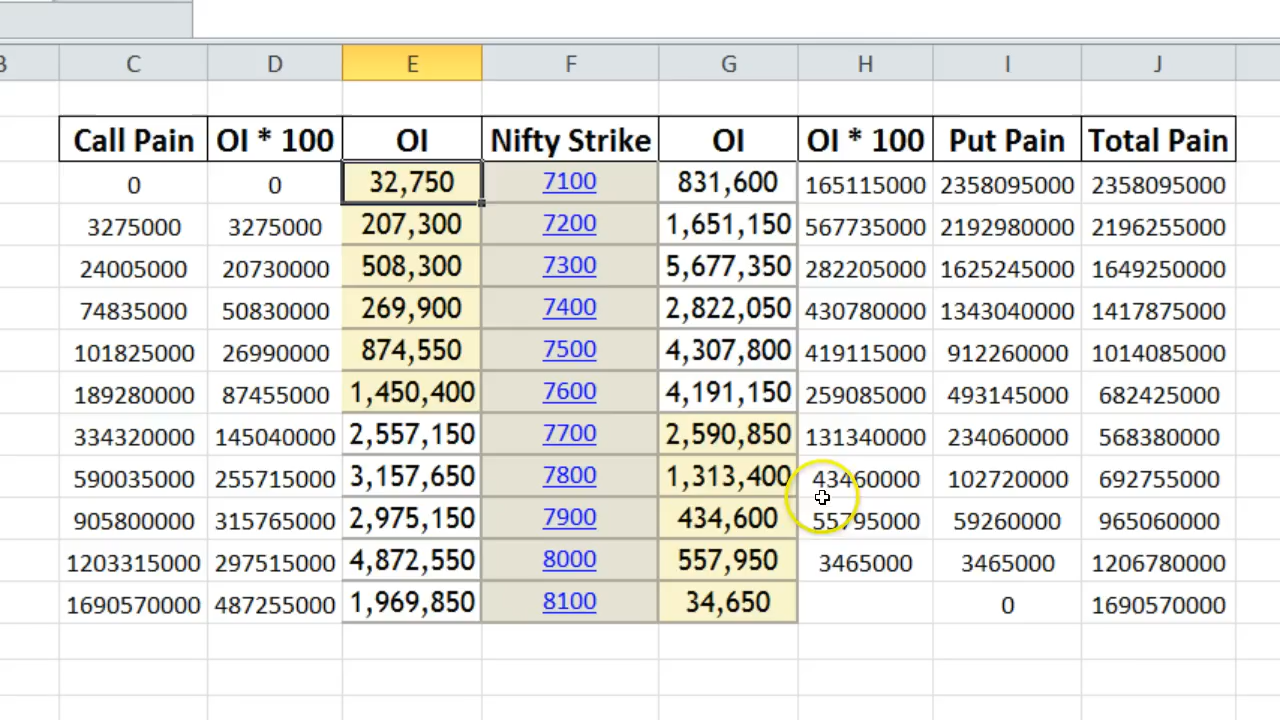 B C D E F G H I J
Call Pain OI * 100 OI Nifty Strike OI OI * 100 Put Pain Total Pain
0 0 32,750 7100 831,600 165115000 2358095000 2358095000
3275000 3275000 207,300 7200 1,651,150 567735000 2192980000 2196255000
24005000 20730000 508,300 7300 5,677,350 282205000 1625245000 1649250000
74835000 50830000 269,900 7400 2,822,050 430780000 1343040000 1417875000
101825000 26990000 874,550 7500 4,307,800 419115000 912260000 1014085000
189280000 87455000 1,450,400 7600 4,191,150 259085000 493145000 682425000
334320000 145040000 2,557,150 7700 2,590,850 131340000 234060000 568380000
590035000 255715000 3,157,650 7800 1,313,400 43460000 102720000 692755000
905800000 315765000 2,975,150 7900 434,600 55795000 59260000 965060000
1203315000 297515000 4,872,550 8000 557,950 3465000 3465000 1206780000
1690570000 487255000 1,969,850 8100 34,650 0 1690570000